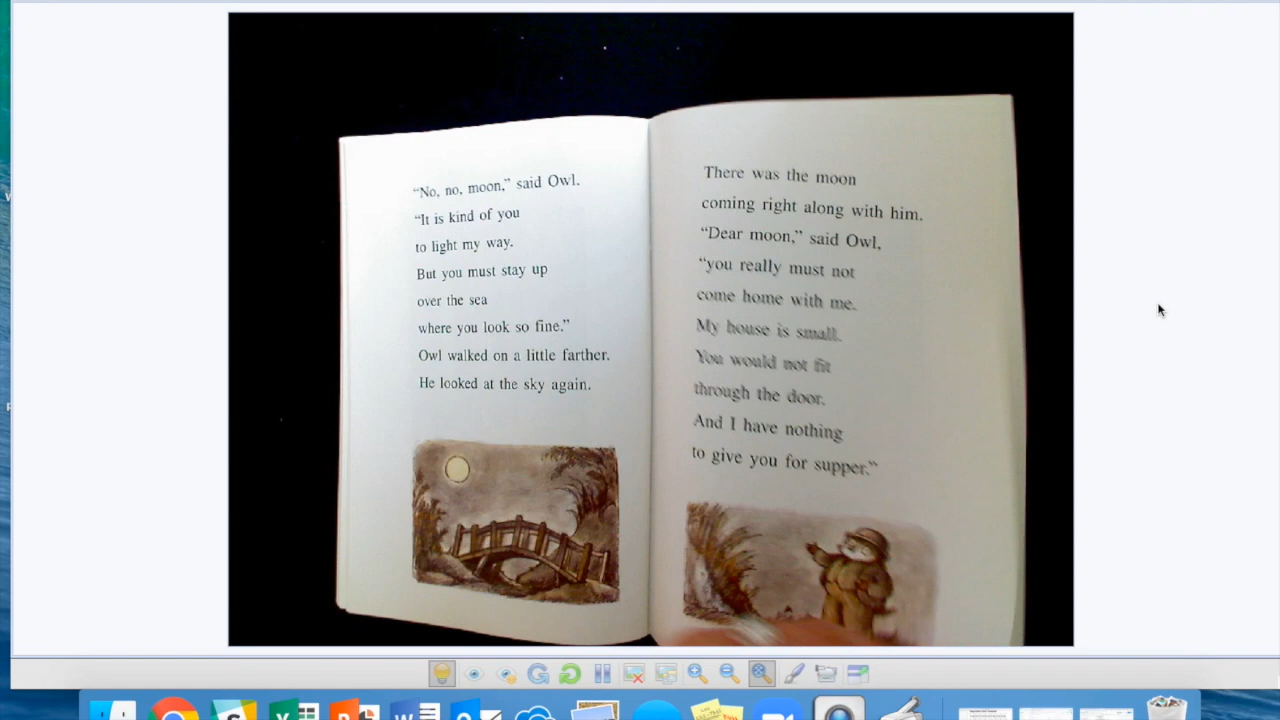 “No, no, moon,” said Owl.
“It is kind of you
to light my way.
But you must stay up
over the sea
where you look so fine.”
Owl walked on a little farther.
He looked at the sky again.
There was the moon
coming right along with him.
“Dear moon,” said Owl,
“you really must not
come home with me.
My house is small.
You would not fit
through the door.
And I have nothing
to give you for supper.”